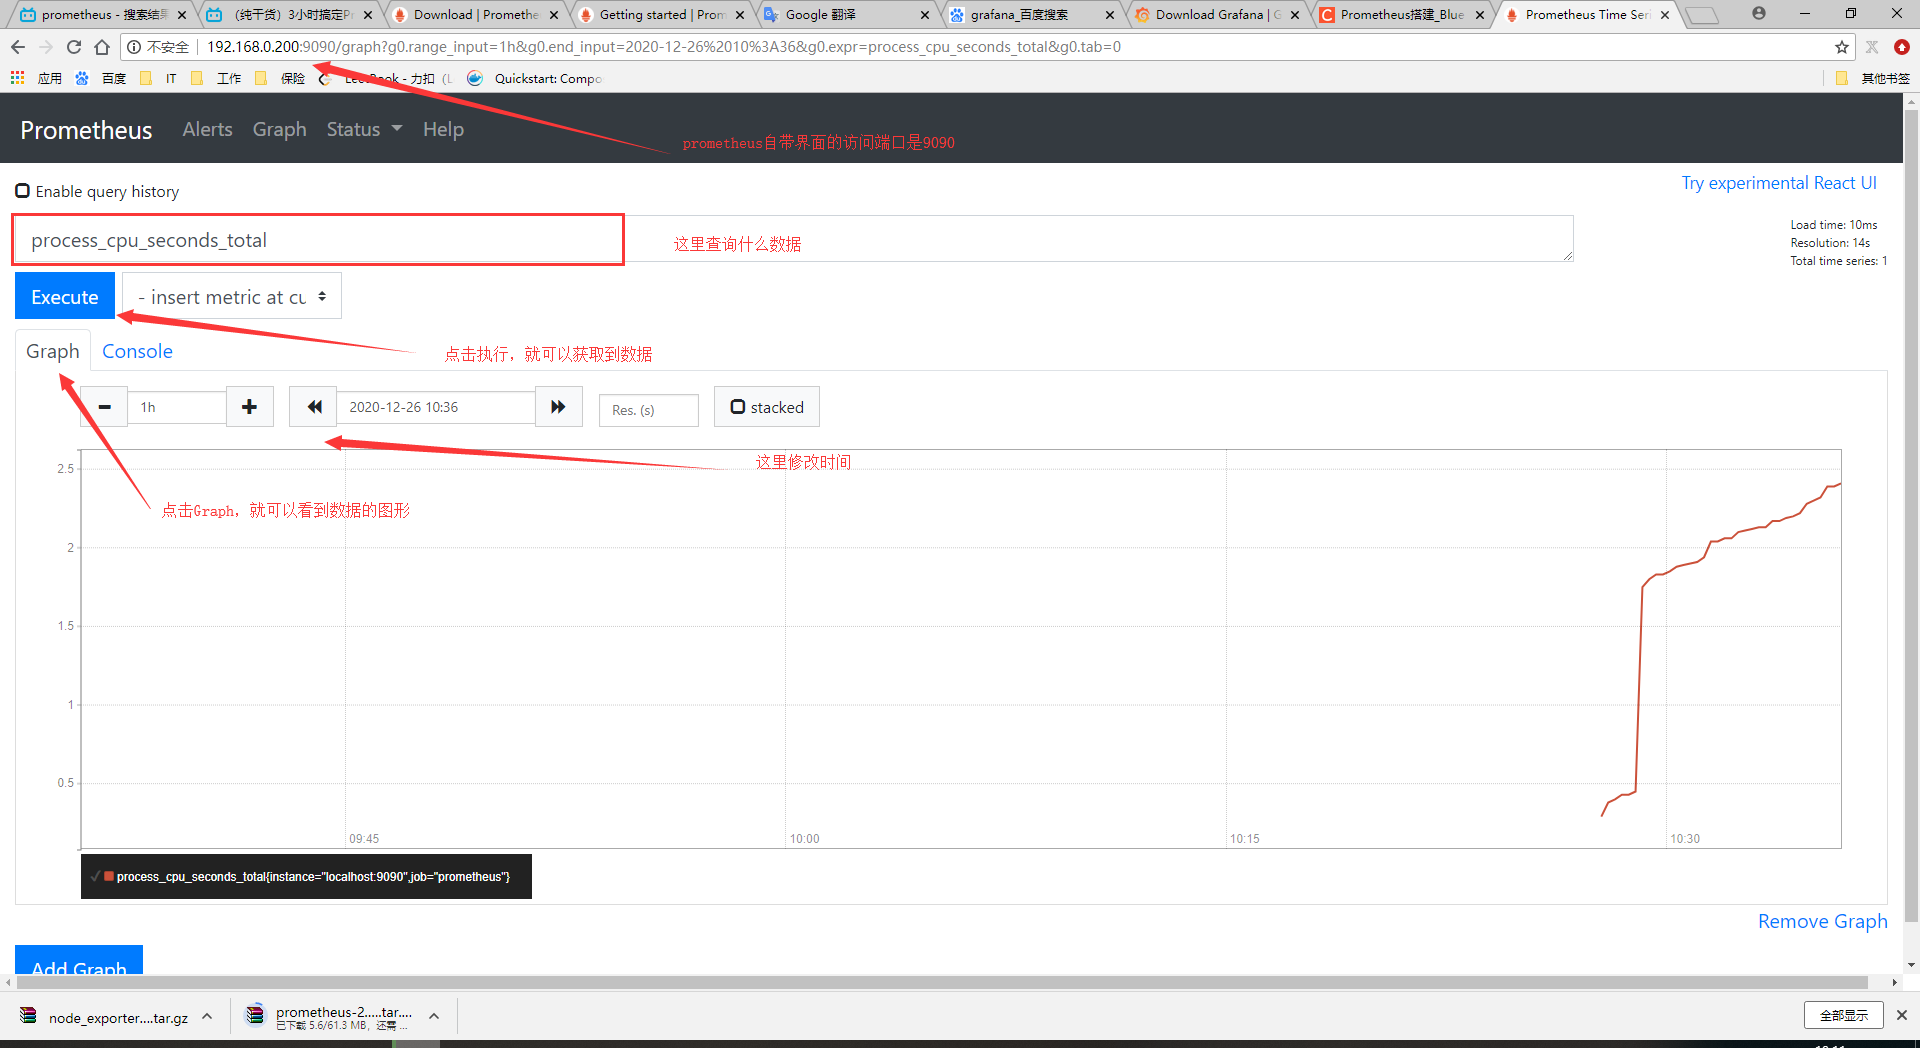 prometheus - 搜索结果
（纯干货）3小时搞定Pr
Download | Promethe
Getting started | Prom
Google 翻译
grafana_百度搜索
Download Grafana | G
Prometheus搭建_Blue
Prometheus Time Seri
不安全 192.168.0.200:9090/graph?g0.range_input=1h&g0.end_input=2020-12-26%2010%3A36&g0.expr=process_cpu_seconds_total&g0.tab=0
应用 百度 IT 工作 保险 LeetBook - 力扣（L Quickstart: Compo 其他书签
Prometheus Alerts Graph Status Help
prometheus自带界面的访问端口是9090
Enable query history
Try experimental React UI
process_cpu_seconds_total
这里查询什么数据
Load time: 10ms
Resolution: 14s
Total time series: 1
Execute - insert metric at cu
点击执行，就可以获取到数据
Graph Console
1h 2020-12-26 10:36 Res. (s) stacked
这里修改时间
点击Graph，就可以看到数据的图形
2.5
2
1.5
1
0.5
09:45 10:00 10:15 10:30
process_cpu_seconds_total{instance="localhost:9090",job="prometheus"}
Remove Graph
Add Graph
node_exporter....tar.gz
prometheus-2.....tar....
已下载 5.6/61.3 MB，还需 ...
全部显示